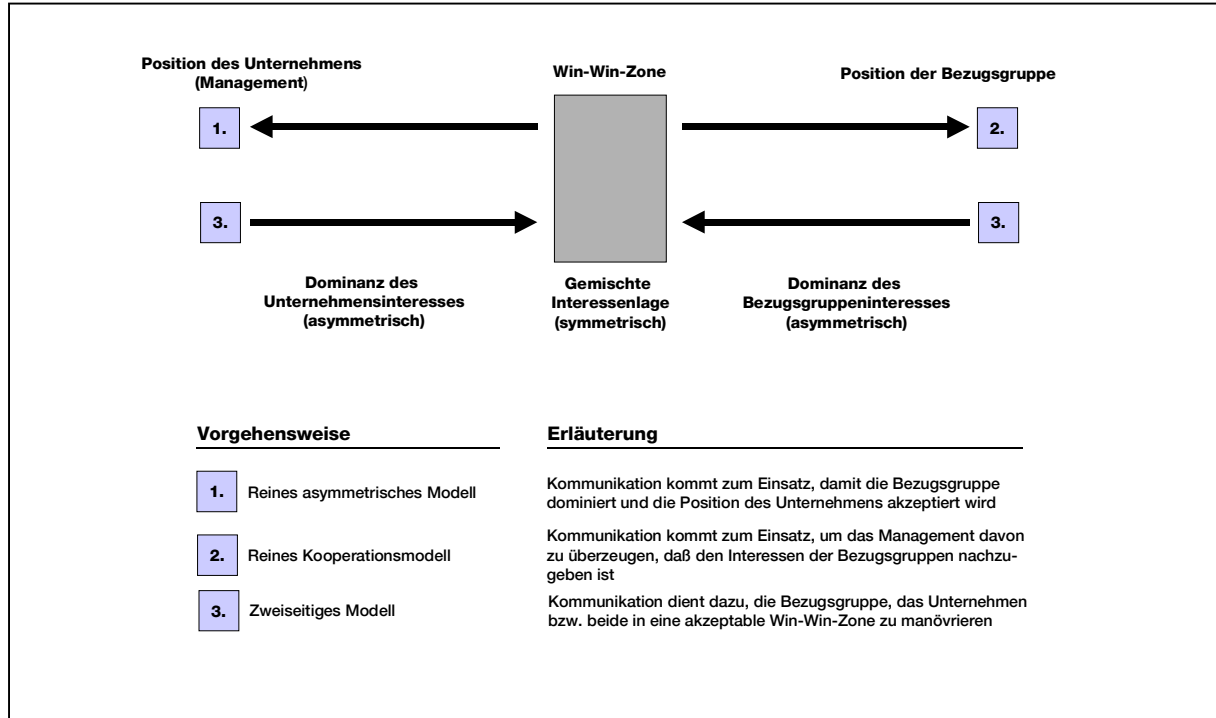 Position des Unternehmens
(Management)
Win-Win-Zone
Position der Bezugsgruppe
1.
2.
3.
3.
Dominanz des
Unternehmensinteresses
(asymmetrisch)
Gemischte
Interessenlage
(symmetrisch)
Dominanz des
Bezugsgruppeninteresses
(asymmetrisch)
Vorgehensweise
Erläuterung
1.
Reines asymmetrisches Modell
Kommunikation kommt zum Einsatz, damit die Bezugsgruppe
dominiert und die Position des Unternehmens akzeptiert wird
2.
Reines Kooperationsmodell
Kommunikation kommt zum Einsatz, um das Management davon
zu überzeugen, daß den Interessen der Bezugsgruppen nachzu-
geben ist
3.
Zweiseitiges Modell
Kommunikation dient dazu, die Bezugsgruppe, das Unternehmen
bzw. beide in eine akzeptable Win-Win-Zone zu manövrieren